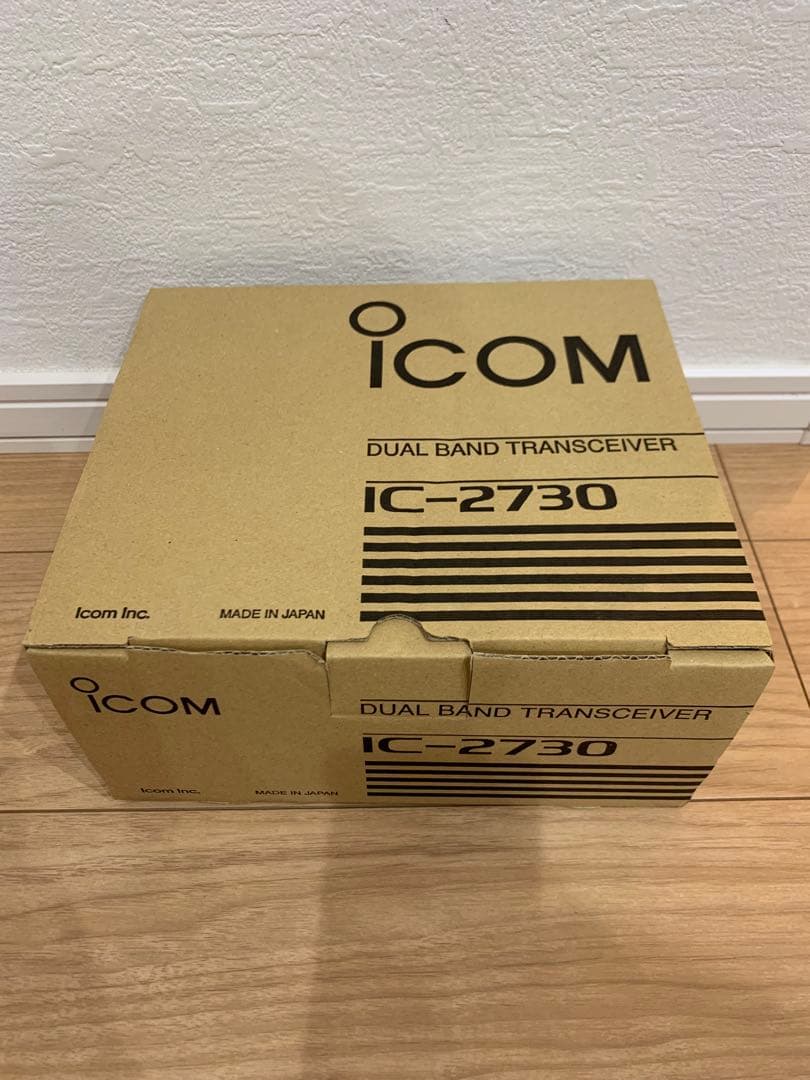 ICOM
DUAL BAND TRANSCEIVER
IC-2730
Icom Inc.
MADE IN JAPAN
ICOM
DUAL BAND TRANSCEIVER
IC-2730
Icom Inc.
MADE IN JAPAN